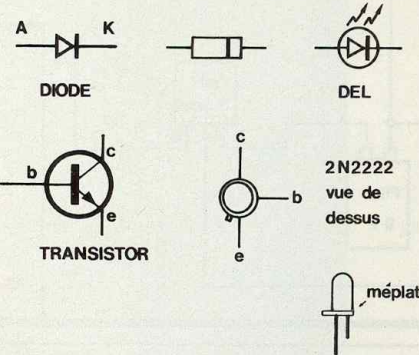 A K
DIODE
DEL
b
c
e
TRANSISTOR
c
b
e
2N2222
vue de
dessus
méplat